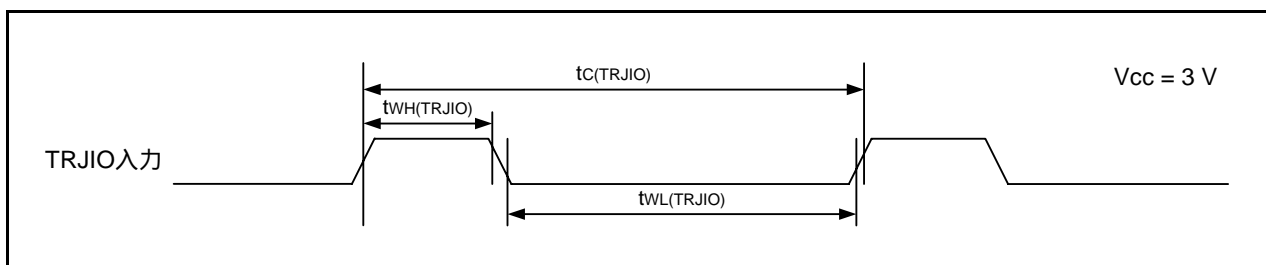 tC(TRJIO)
Vcc = 3 V
tWH(TRJIO)
TRJIO入力
tWL(TRJIO)